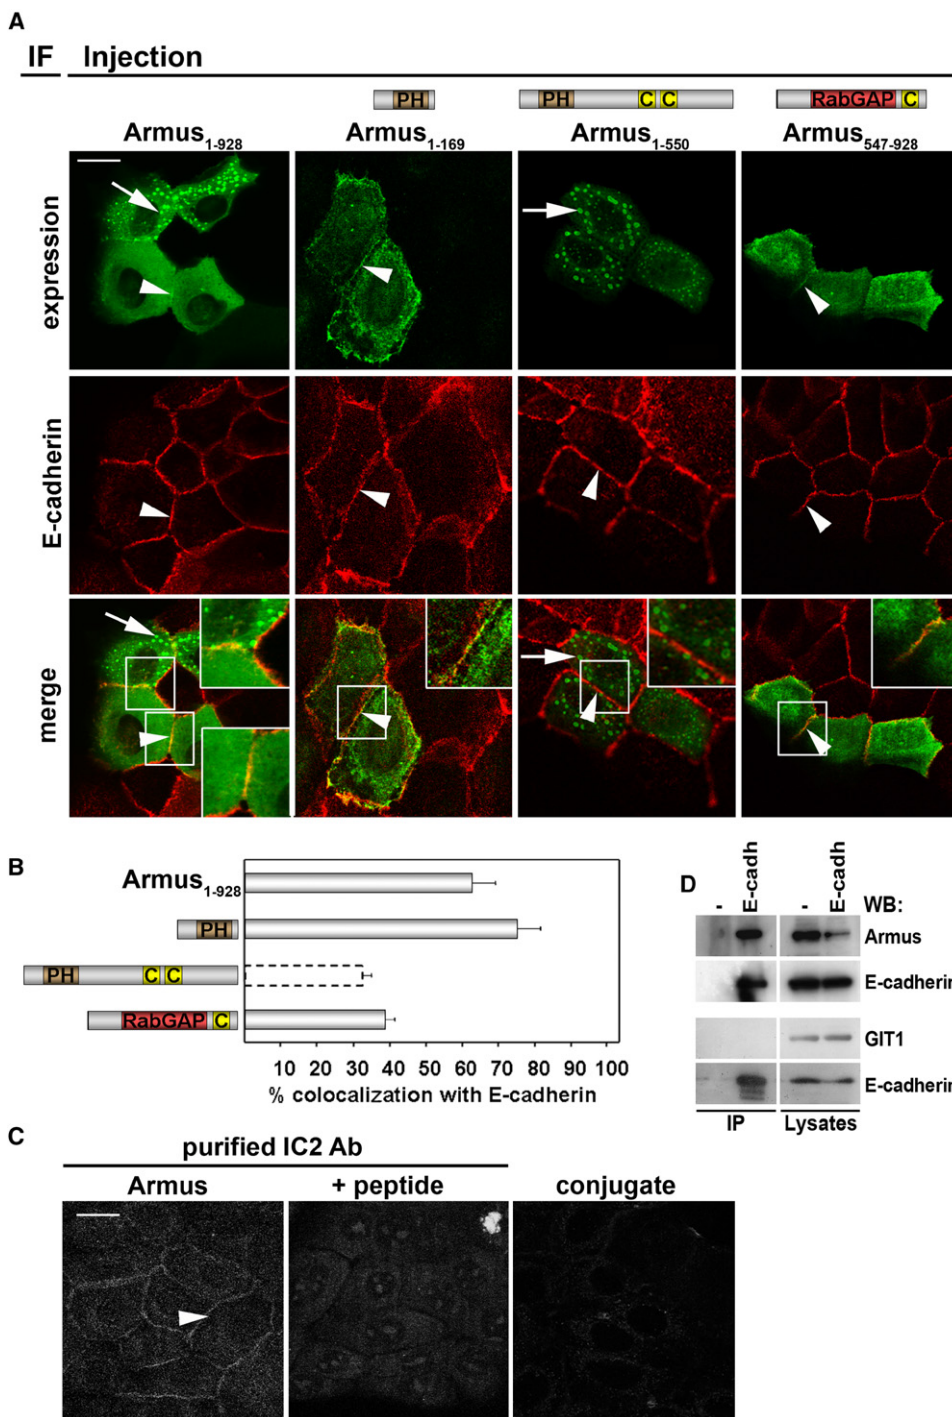 A
IF Injection
PH
PH C C
RabGAP C
Armus1-928
Armus1-169
Armus1-550
Armus547-928
expression
E-cadherin
merge
B
Armus1-928
PH
PH C C
RabGAP C
10 20 30 40 50 60 70 80 90 100
% colocalization with E-cadherin
D
- E-cadh - E-cadh WB:
Armus
E-cadherin
GIT1
E-cadherin
IP Lysates
C
purified IC2 Ab
Armus + peptide conjugate